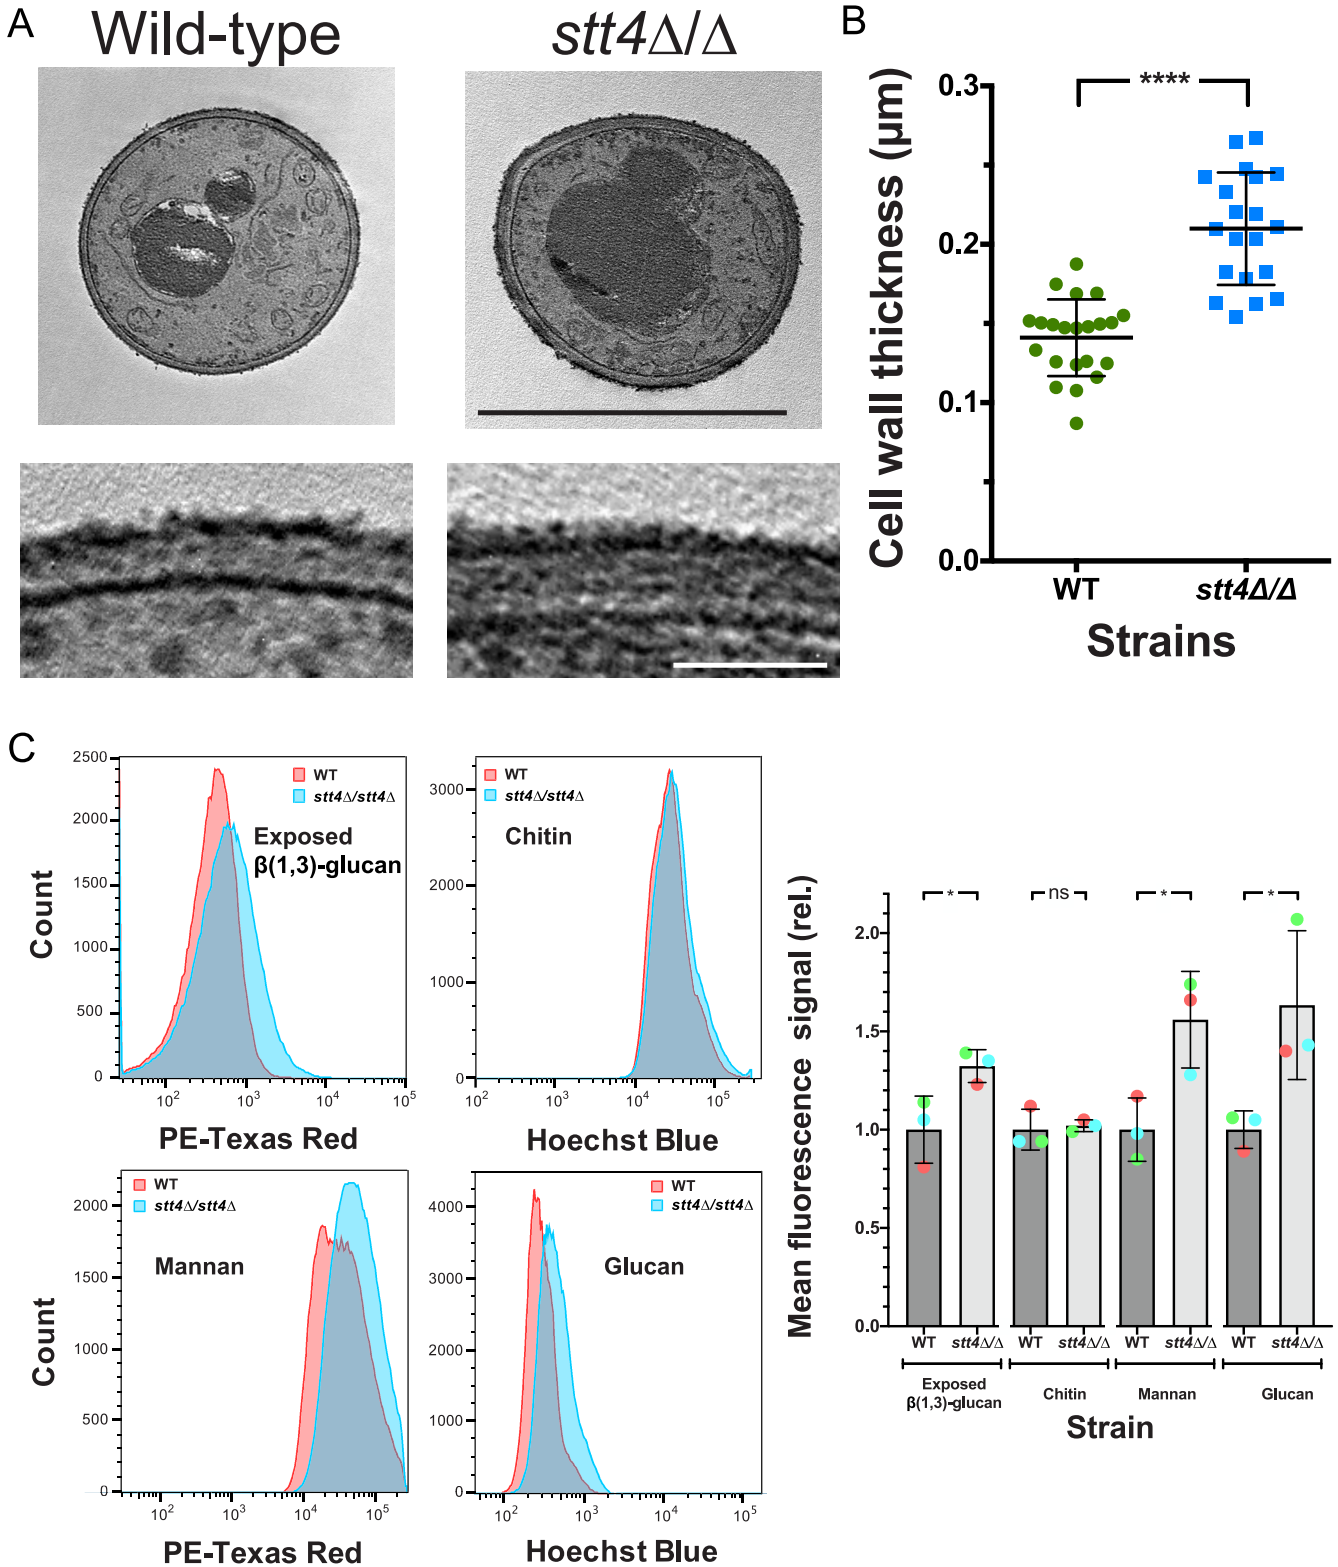 A
Wild-type
stt4Δ/Δ
B
Cell wall thickness (μm)
0.3
0.2
0.1
0.0
****
WT
stt4Δ/Δ
Strains
C
Count
2500
2000
1500
1000
500
0
WT
stt4Δ/stt4Δ
Exposed
β(1,3)-glucan
10² 10³ 10⁴ 10⁵
PE-Texas Red
3000
2000
1000
0
WT
stt4Δ/stt4Δ
Chitin
10² 10³ 10⁴ 10⁵
Hoechst Blue
Count
2000
1500
1000
500
0
WT
stt4Δ/stt4Δ
Mannan
10² 10³ 10⁴ 10⁵
PE-Texas Red
4000
3000
2000
1000
0
WT
stt4Δ/stt4Δ
Glucan
10² 10³ 10⁴ 10⁵
Hoechst Blue
Mean fluorescence signal (rel.)
2.0
1.5
1.0
0.5
0.0
* ns * *
WT stt4Δ/Δ WT stt4Δ/Δ WT stt4Δ/Δ WT stt4Δ/Δ
Exposed
β(1,3)-glucan
Chitin
Mannan
Glucan
Strain